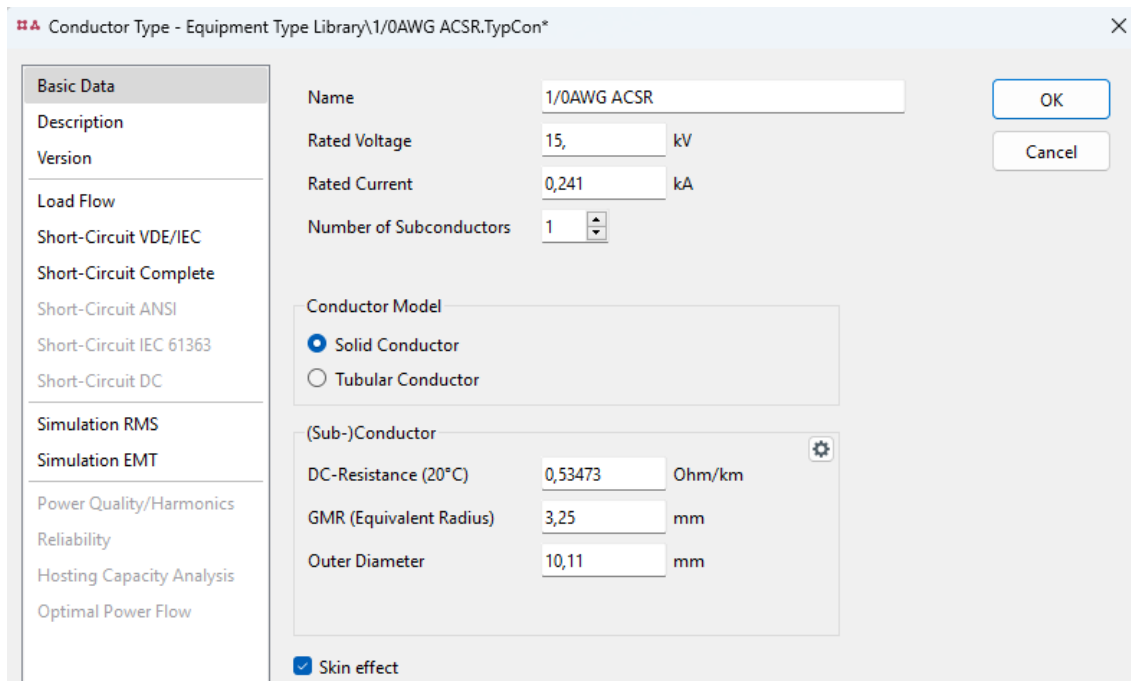 Conductor Type - Equipment Type Library\1/0AWG ACSR.TypCon*
Basic Data
Description
Version
Load Flow
Short-Circuit VDE/IEC
Short-Circuit Complete
Short-Circuit ANSI
Short-Circuit IEC 61363
Short-Circuit DC
Simulation RMS
Simulation EMT
Power Quality/Harmonics
Reliability
Hosting Capacity Analysis
Optimal Power Flow
Name 1/0AWG ACSR
Rated Voltage 15, kV
Rated Current 0,241 kA
Number of Subconductors 1
Conductor Model
Solid Conductor
Tubular Conductor
(Sub-)Conductor
DC-Resistance (20°C) 0,53473 Ohm/km
GMR (Equivalent Radius) 3,25 mm
Outer Diameter 10,11 mm
Skin effect
OK
Cancel